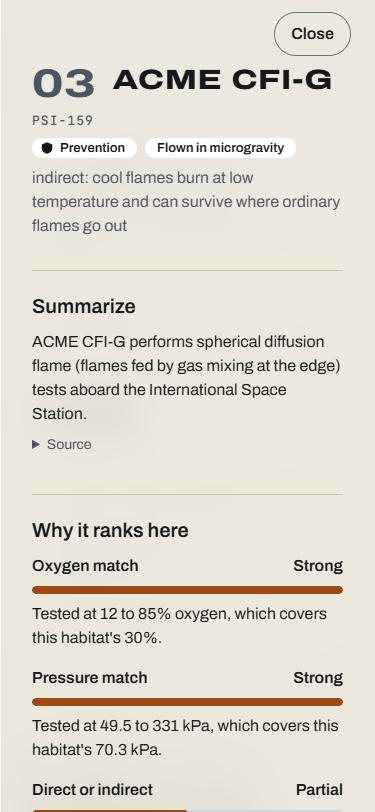 Close
03 ACME CFI-G
PSI-159
Prevention Flown in microgravity
indirect: cool flames burn at low
temperature and can survive where ordinary
flames go out
Summarize
ACME CFI-G performs spherical diffusion
flame (flames fed by gas mixing at the edge)
tests aboard the International Space
Station.
Source
Why it ranks here
Oxygen match Strong
Tested at 12 to 85% oxygen, which covers
this habitat's 30%.
Pressure match Strong
Tested at 49.5 to 331 kPa, which covers this
habitat's 70.3 kPa.
Direct or indirect Partial